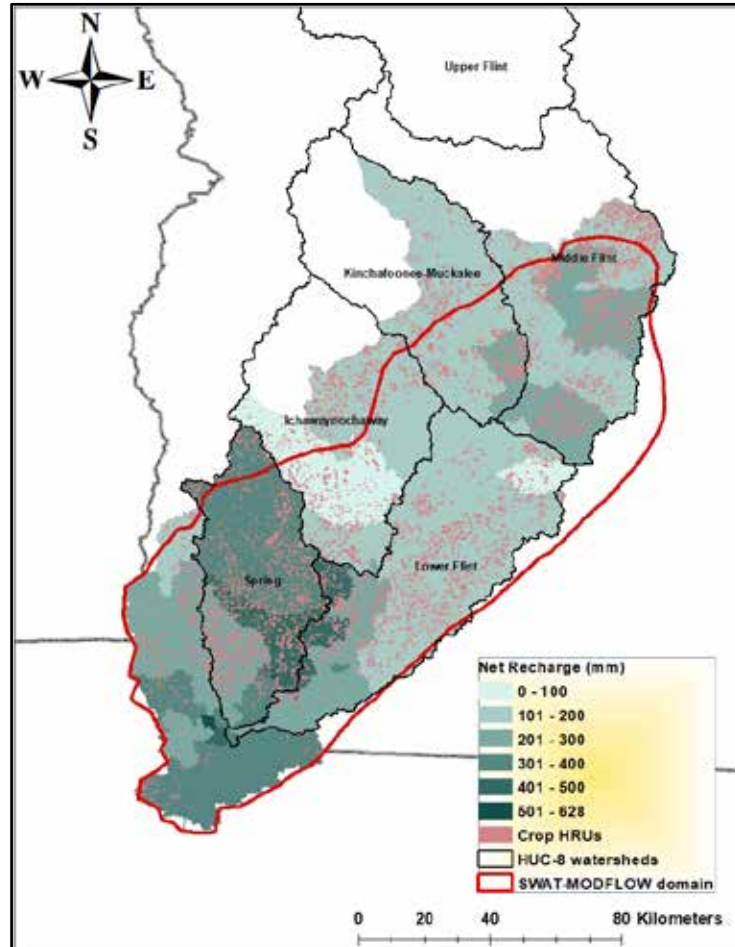 N
W E
S
Upper Flint
Kinchafoonee-Muckalee
Middle Flint
Ichawaynochaway
Spring
Lower Flint
Net Recharge (mm)
0 - 100
101 - 200
201 - 300
301 - 400
401 - 500
501 - 628
Crop HRUs
HUC-8 watersheds
SWAT-MODFLOW domain
0 20 40 80 Kilometers